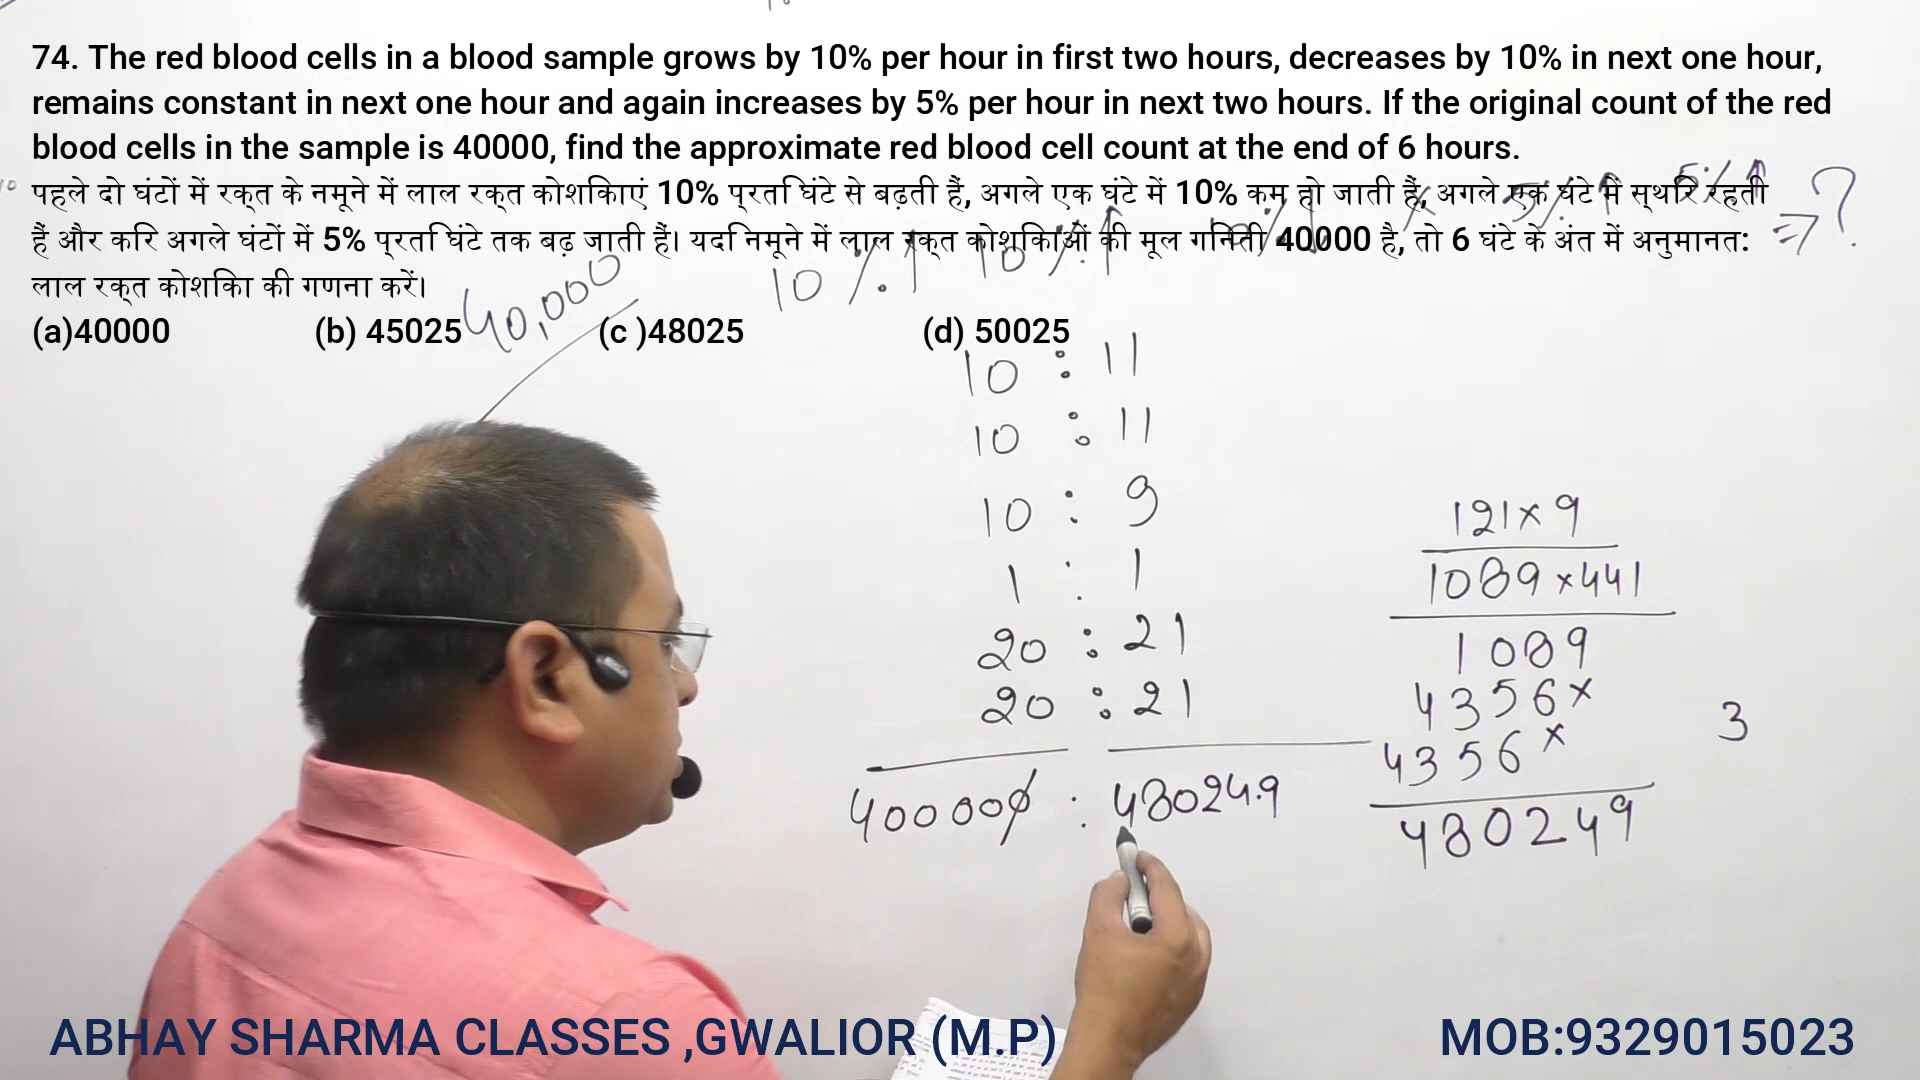 74. The red blood cells in a blood sample grows by 10% per hour in first two hours, decreases by 10% in next one hour,
remains constant in next one hour and again increases by 5% per hour in next two hours. If the original count of the red
blood cells in the sample is 40000, find the approximate red blood cell count at the end of 6 hours.
पहले दो घंटों में रक्त के नमूने में लाल रक्त कोशिकाएं 10% प्रति घंटे से बढ़ती हैं, अगले एक घंटे में 10% कम हो जाती हैं, अगले एक घंटे में स्थिर रहती
हैं और फिर अगले घंटों में 5% प्रति घंटे तक बढ़ जाती हैं। यदि नमूने में लाल रक्त कोशिकाओं की मूल गिनती 40000 है, तो 6 घंटे के अंत में अनुमानत:
लाल रक्त कोशिका की गणना करें।
5%↑ 5%↑ ⇒?
40,000 10%↑ 10%↑
(a)40000 (b) 45025 (c )48025 (d) 50025
10 : 11
10 : 11
10 : 9
1 : 1
20 : 21
20 : 21
400000 : 48024.9
121×9
1089×441
1089
4356×
4356×
480249
3
ABHAY SHARMA CLASSES ,GWALIOR (M.P) MOB:9329015023